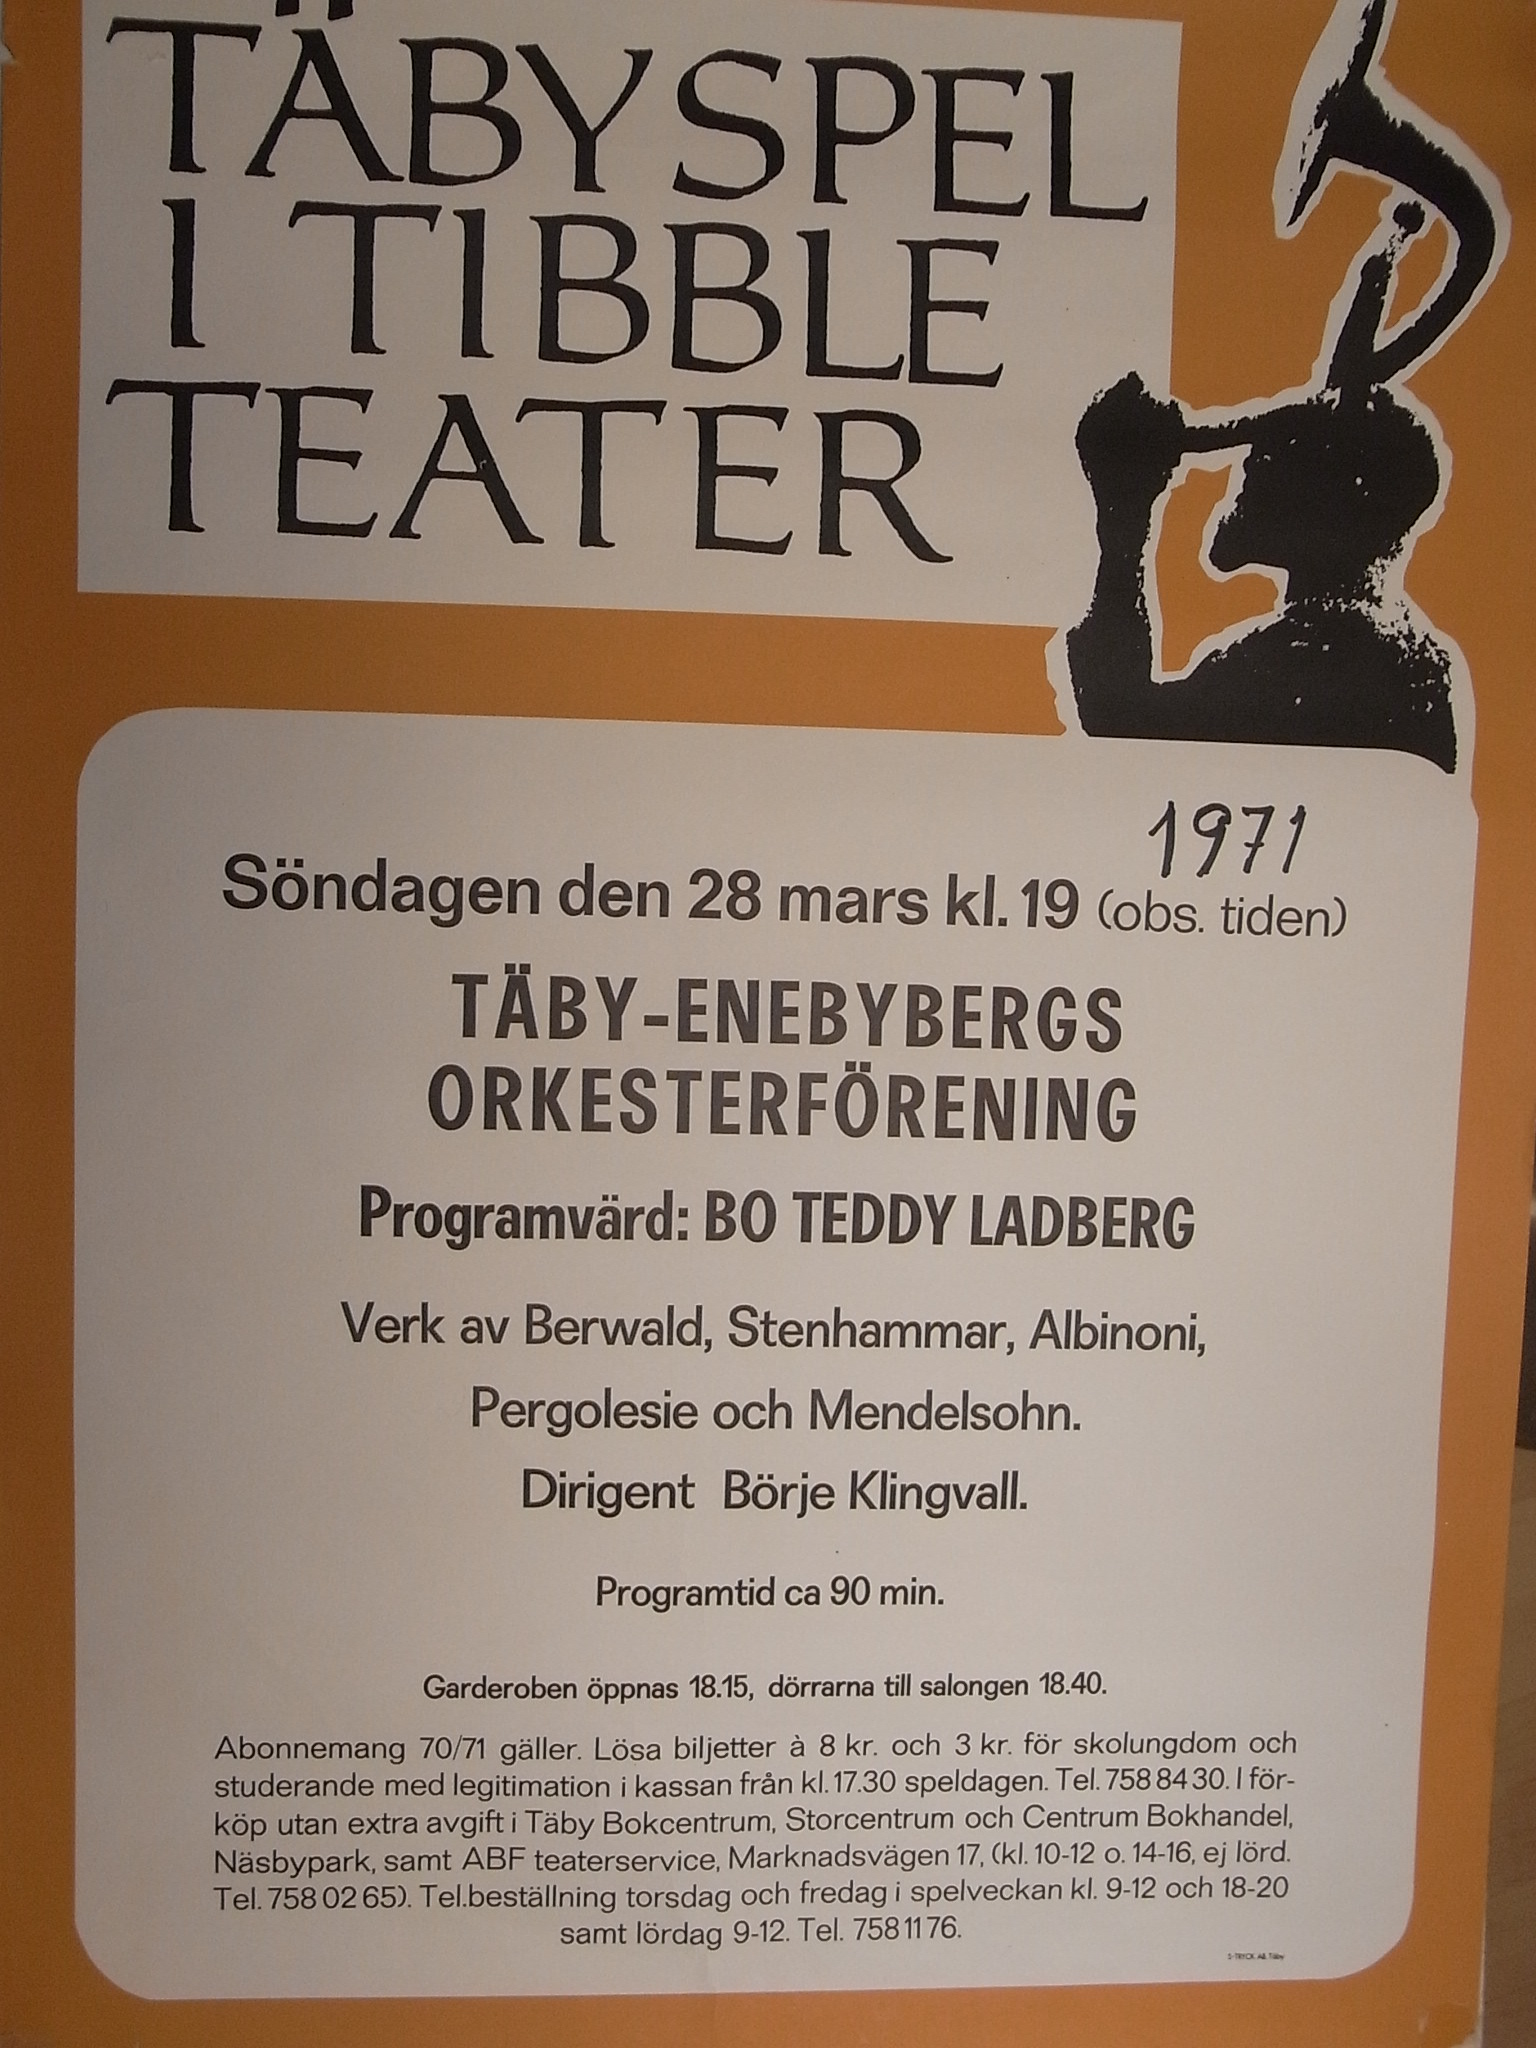 TÄBYSPEL
I TIBBLE
TEATER
1971
Söndagen den 28 mars kl. 19 (obs. tiden)
TÄBY-ENEBYBERGS
ORKESTERFÖRENING
Programvärd: BO TEDDY LADBERG
Verk av Berwald, Stenhammar, Albinoni,
Pergolesie och Mendelsohn.
Dirigent Börje Klingvall.
Programtid ca 90 min.
Garderoben öppnas 18.15, dörrarna till salongen 18.40.
Abonnemang 70/71 gäller. Lösa biljetter à 8 kr. och 3 kr. för skolungdom och
studerande med legitimation i kassan från kl. 17.30 speldagen. Tel. 758 84 30. I för-
köp utan extra avgift i Täby Bokcentrum, Storcentrum och Centrum Bokhandel,
Näsbypark, samt ABF teaterservice, Marknadsvägen 17, (kl. 10-12 o. 14-16, ej lörd.
Tel. 758 02 65). Tel.beställning torsdag och fredag i spelveckan kl. 9-12 och 18-20
samt lördag 9-12. Tel. 758 11 76.
S-TRYCK AB, Täby